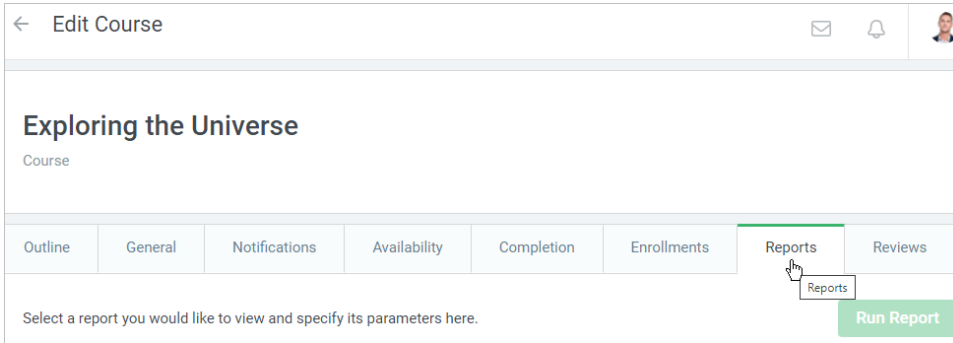 Edit Course
Exploring the Universe
Course
Outline General Notifications Availability Completion Enrollments Reports Reviews
Reports
Select a report you would like to view and specify its parameters here. Run Report